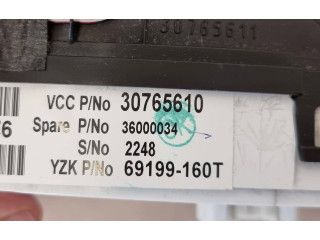 30765611
VCC P/No 30765610
Spare P/No 36000034
S/No 2248
YZK P/No 69199-160T